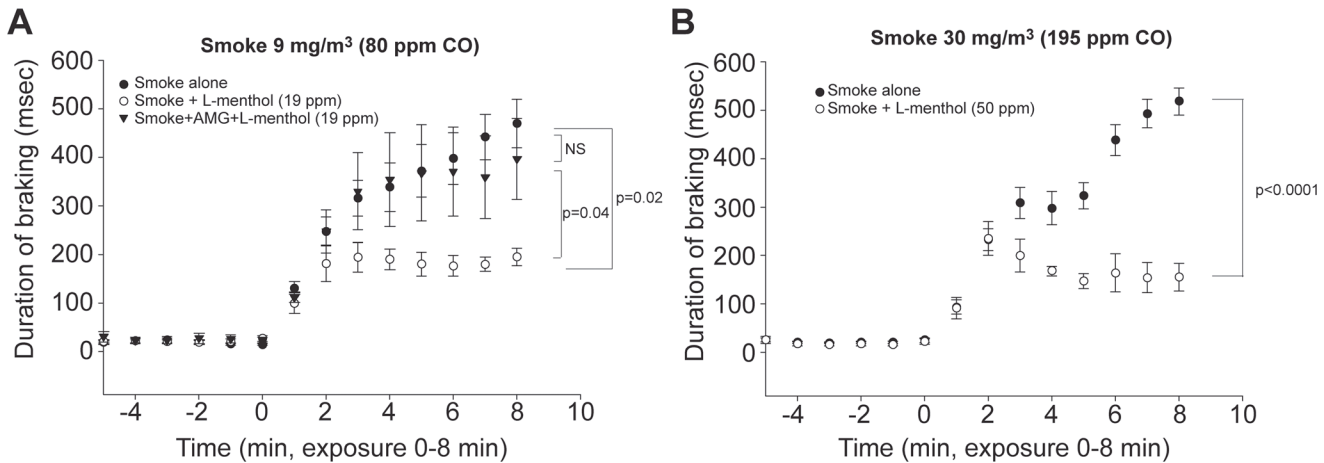 A
Smoke 9 mg/m³ (80 ppm CO)
Duration of braking (msec)
600
500
400
300
200
100
0
Smoke alone
Smoke + L-menthol (19 ppm)
Smoke+AMG+L-menthol (19 ppm)
NS
p=0.04
p=0.02
-4 -2 0 2 4 6 8 10
Time (min, exposure 0-8 min)
B
Smoke 30 mg/m³ (195 ppm CO)
Duration of braking (msec)
600
500
400
300
200
100
0
Smoke alone
Smoke + L-menthol (50 ppm)
p<0.0001
-4 -2 0 2 4 6 8 10
Time (min, exposure 0-8 min)